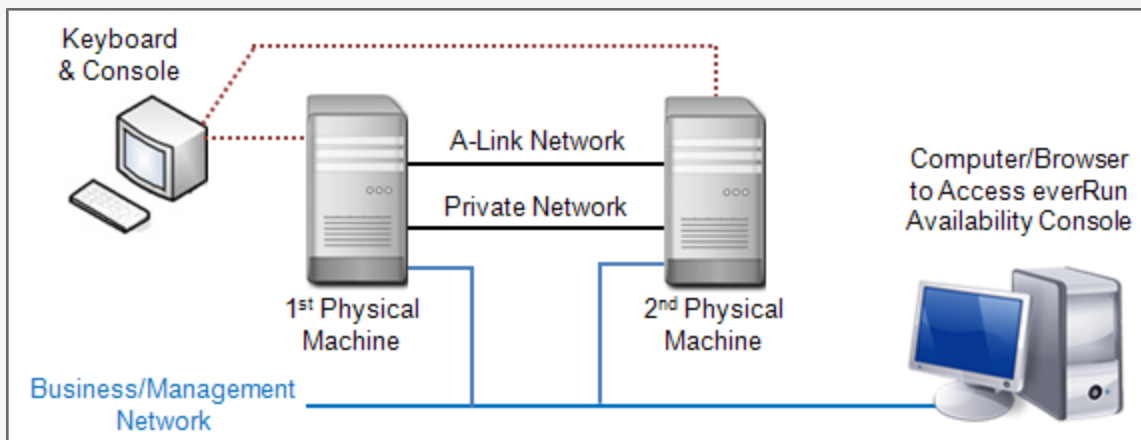 Keyboard
& Console
A-Link Network
Private Network
Computer/Browser
to Access everRun
Availability Console
1st Physical
Machine
2nd Physical
Machine
Business/Management
Network